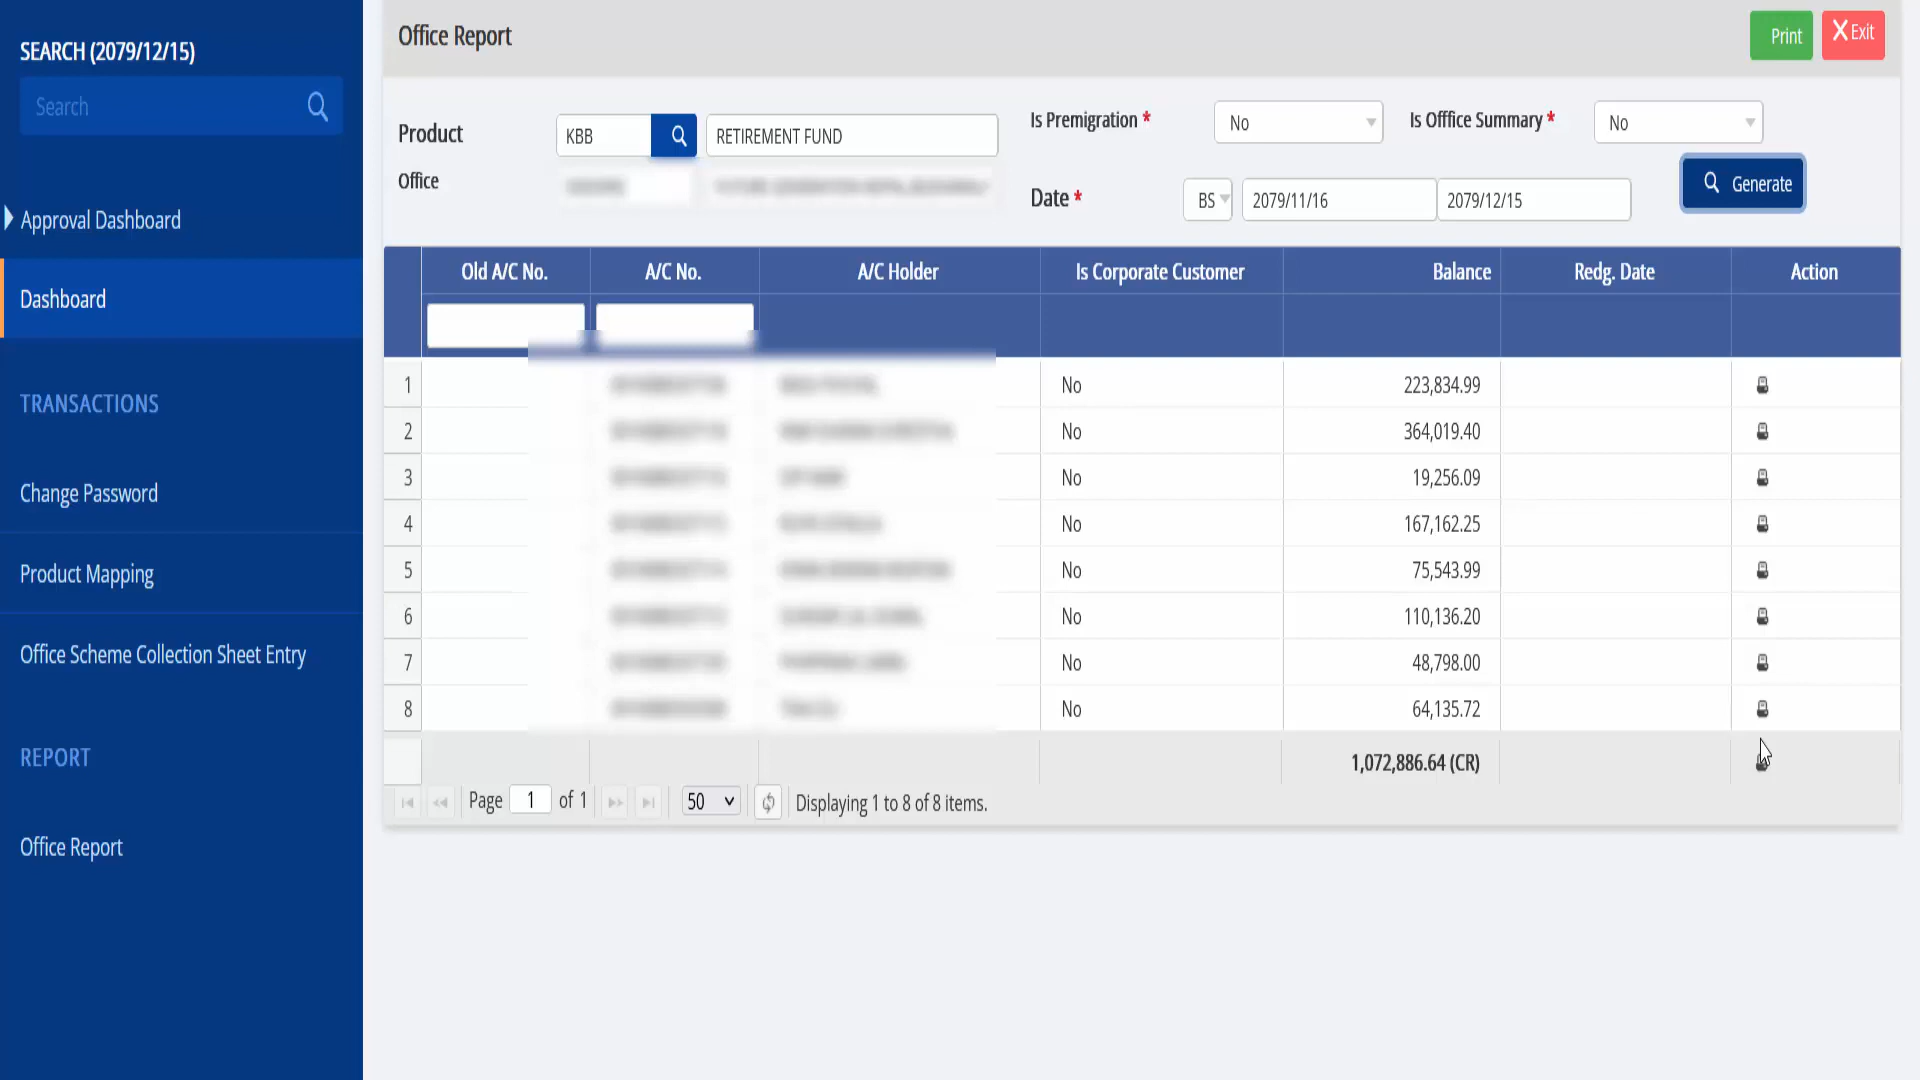 SEARCH (2079/12/15)
Search
Approval Dashboard
Dashboard
TRANSACTIONS
Change Password
Product Mapping
Office Scheme Collection Sheet Entry
REPORT
Office Report
Office Report
Print
X Exit
Product
KBB
RETIREMENT FUND
Is Premigration *
No
Is Offfice Summary *
No
Office
Date *
BS
2079/11/16
2079/12/15
Generate
Old A/C No. A/C No. A/C Holder Is Corporate Customer Balance Redg. Date Action
1 No 223,834.99
2 No 364,019.40
3 No 19,256.09
4 No 167,162.25
5 No 75,543.99
6 No 110,136.20
7 No 48,798.00
8 No 64,135.72
1,072,886.64 (CR)
Page 1 of 1 50 Displaying 1 to 8 of 8 items.